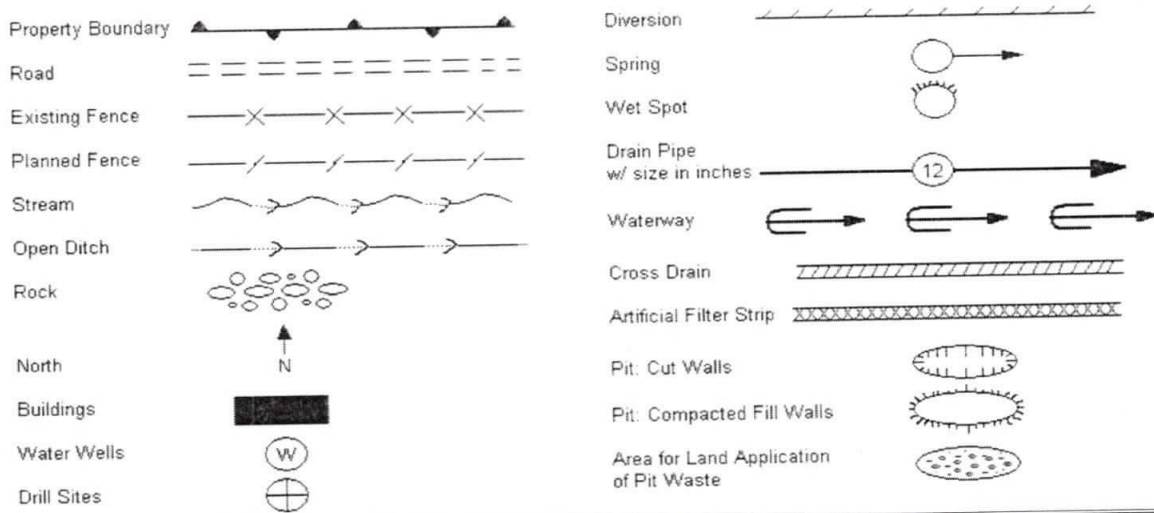 Property Boundary
Road
Existing Fence
Planned Fence
Stream
Open Ditch
Rock
North
N
Buildings
Water Wells
W
Drill Sites
Diversion
Spring
Wet Spot
Drain Pipe
w/ size in inches
12
Waterway
Cross Drain
Artificial Filter Strip
Pit: Cut Walls
Pit: Compacted Fill Walls
Area for Land Application
of Pit Waste